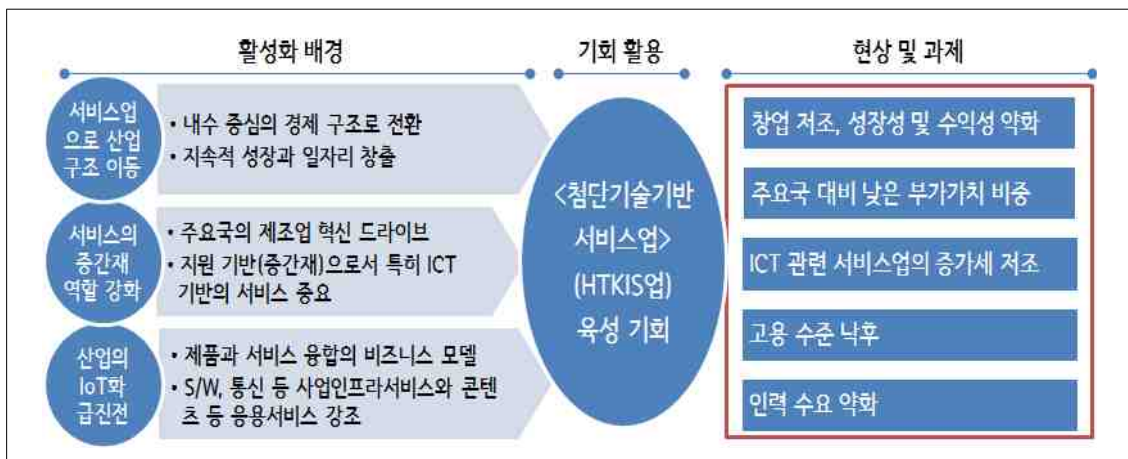 활성화 배경
기회 활용
현상 및 과제
서비스업
으로 산업
구조 이동
• 내수 중심의 경제 구조로 전환
• 지속적 성장과 일자리 창출
서비스의
중간재
역할 강화
• 주요국의 제조업 혁신 드라이브
• 지원 기반(중간재)으로서 특히 ICT
기반의 서비스 중요
산업의
IoT화
급진전
• 제품과 서비스 융합의 비즈니스 모델
• S/W, 통신 등 사업인프라서비스와 콘텐
츠 등 응용서비스 강조
<첨단기술기반
서비스업>
(HTKIS업)
육성 기회
창업 저조, 성장성 및 수익성 약화
주요국 대비 낮은 부가가치 비중
ICT 관련 서비스업의 증가세 저조
고용 수준 낙후
인력 수요 약화